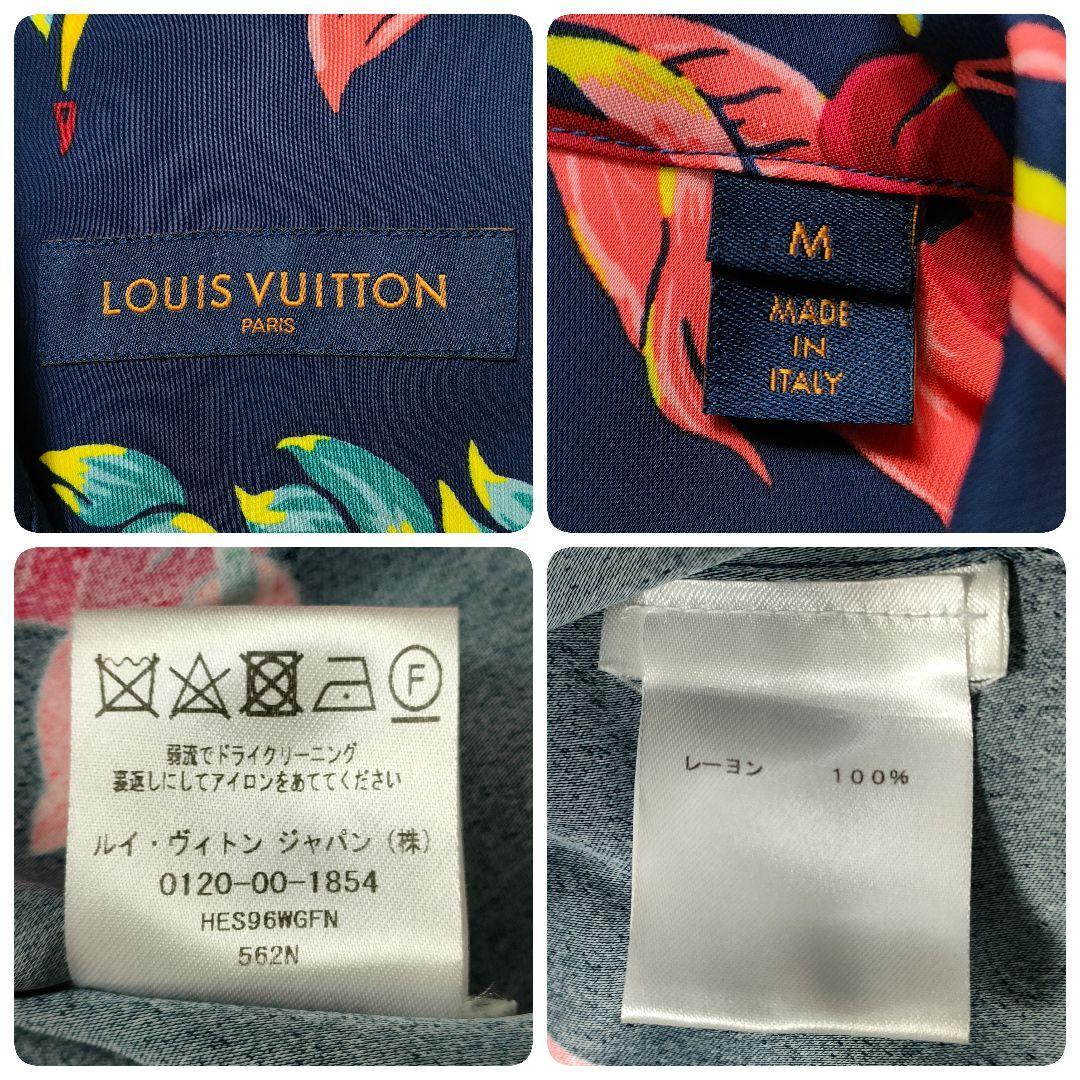 LOUIS VUITTON
PARIS
M
MADE
IN
ITALY
F
弱流でドライクリーニング
裏返しにしてアイロンをあててください
ルイ・ヴィトン ジャパン（株）
0120-00-1854
HES96WGFN
562N
レーヨン 100%